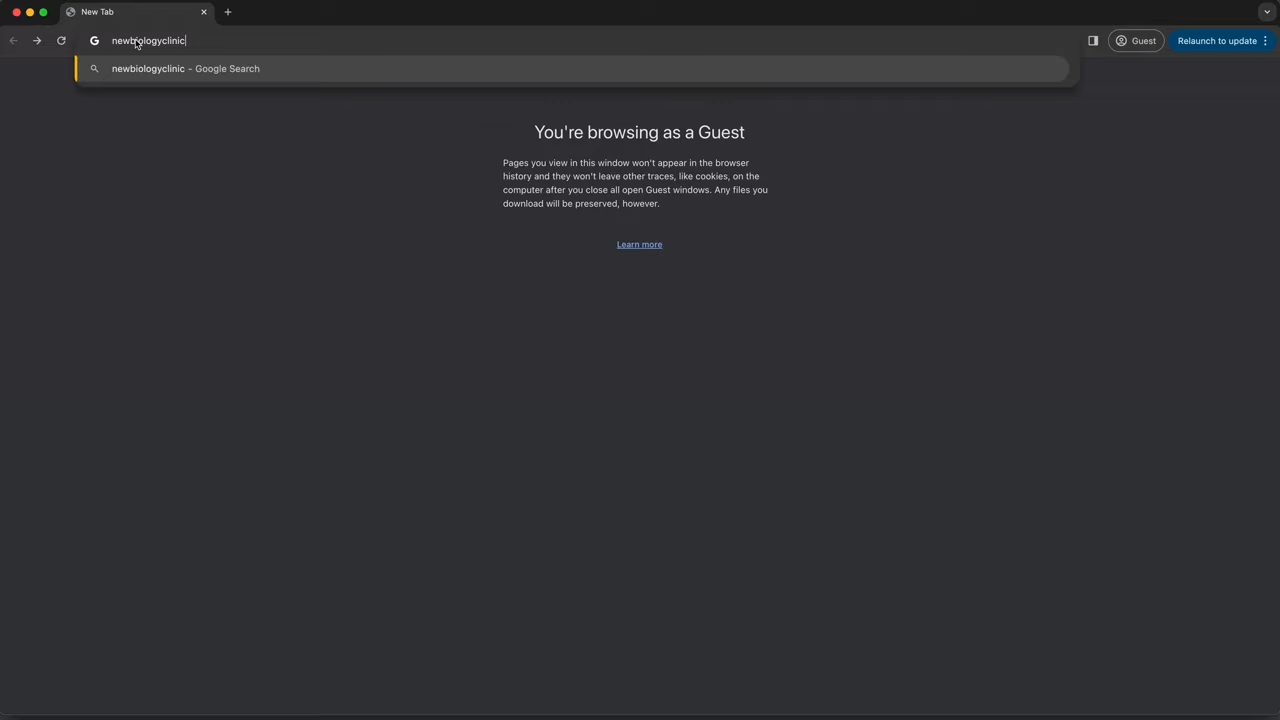 New Tab
newbiologyclinic
Guest
Relaunch to update
newbiologyclinic - Google Search
You're browsing as a Guest
Pages you view in this window won't appear in the browser
history and they won't leave other traces, like cookies, on the
computer after you close all open Guest windows. Any files you
download will be preserved, however.
Learn more